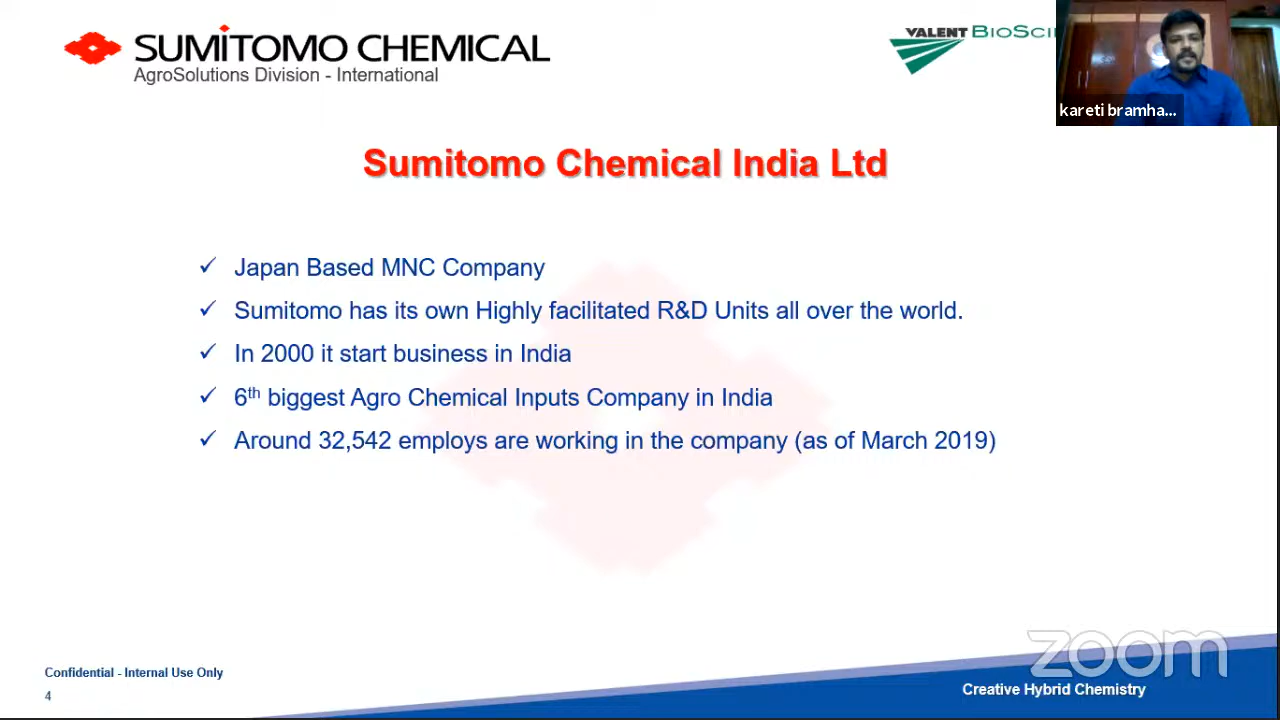 SUMITOMO CHEMICAL
AgroSolutions Division - International
VALENT BIOSCI
kareti bramha...
Sumitomo Chemical India Ltd
✓ Japan Based MNC Company
✓ Sumitomo has its own Highly facilitated R&D Units all over the world.
✓ In 2000 it start business in India
✓ 6th biggest Agro Chemical Inputs Company in India
✓ Around 32,542 employs are working in the company (as of March 2019)
zoom
Confidential - Internal Use Only
4
Creative Hybrid Chemistry